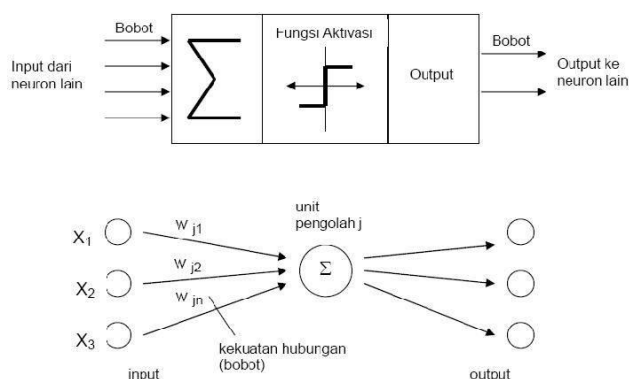 Bobot
Fungsi Aktivasi
Bobot
Input dari
neuron lain
Σ
Output
Output ke
neuron lain
unit
pengolah j
X1
W j1
X2
W j2
Σ
X3
W jn
kekuatan hubungan
(bobot)
input
output